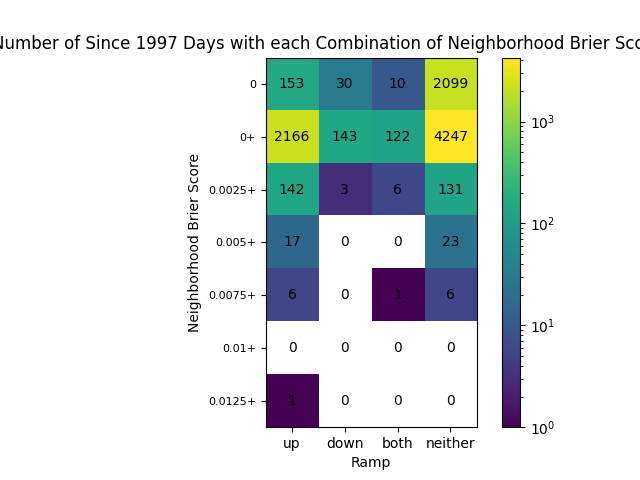 Number of Since 1997 Days with each Combination of Neighborhood Brier Sco
0 153 30 10 2099
0+ 2166 143 122 4247
0.0025+ 142 3 6 131
0.005+ 17 0 0 23
0.0075+ 6 0 1 6
0.01+ 0 0 0 0
0.0125+ 1 0 0 0
up down both neither
Ramp
Neighborhood Brier Score
10³
10²
10¹
10⁰